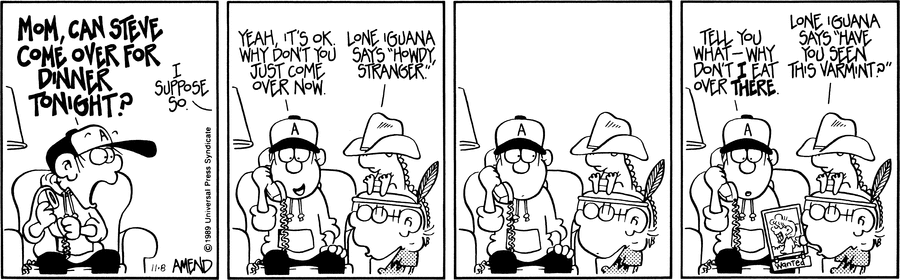 MOM, CAN STEVE
COME OVER FOR
DINNER
TONIGHT?
I
SUPPOSE
SO.
A
© 1989 Universal Press Syndicate
11·8 AMEND
YEAH, IT'S OK.
WHY DON'T YOU
JUST COME
OVER NOW.
LONE IGUANA
SAYS "HOWDY,
STRANGER."
A
A
TELL YOU
WHAT — WHY
DON'T I EAT
OVER THERE.
LONE IGUANA
SAYS "HAVE
YOU SEEN
THIS VARMINT?"
A
Wanted